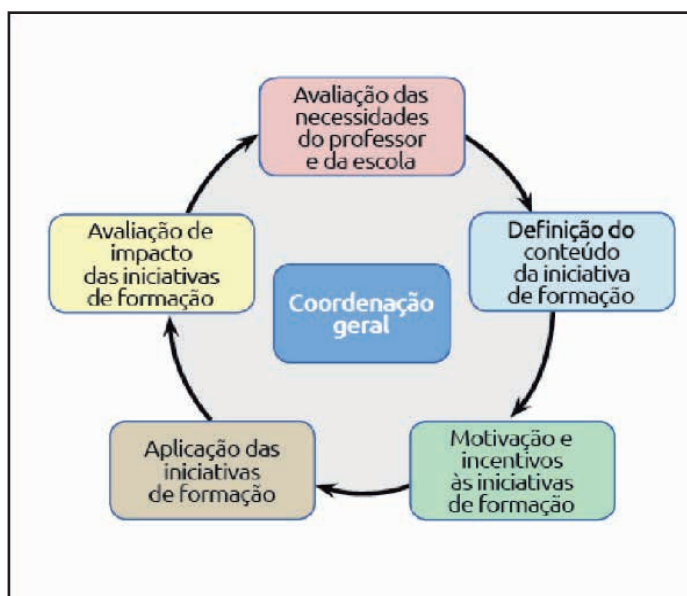 Avaliação das
necessidades
do professor
e da escola
Definição do
conteúdo
da iniciativa
de formação
Motivação e
incentivos
às iniciativas
de formação
Aplicação das
iniciativas
de formação
Avaliação de
impacto
das iniciativas
de formação
Coordenação
geral